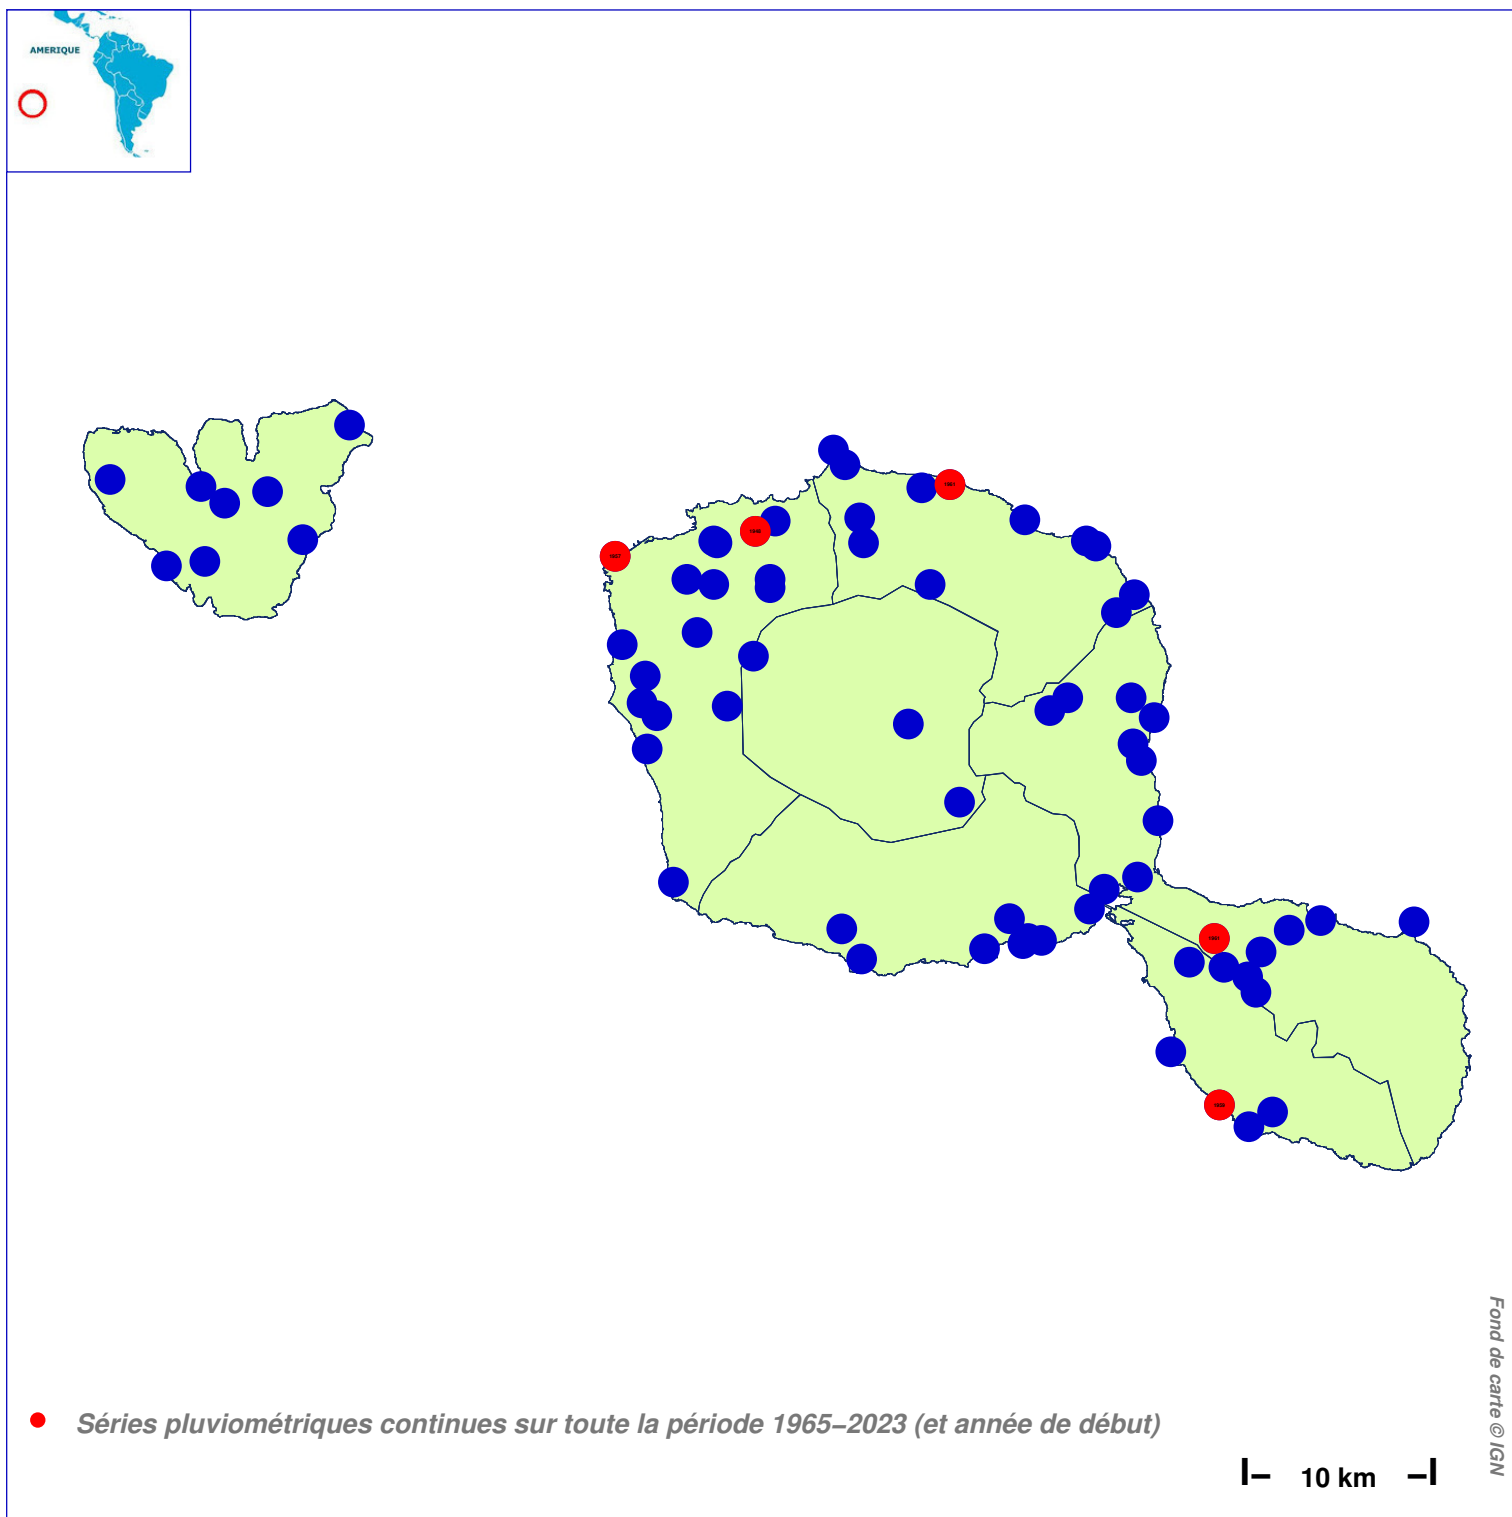 AMERIQUE
Séries pluviométriques continues sur toute la période 1965–2023 (et année de début)
10 km
Fond de carte © IGN